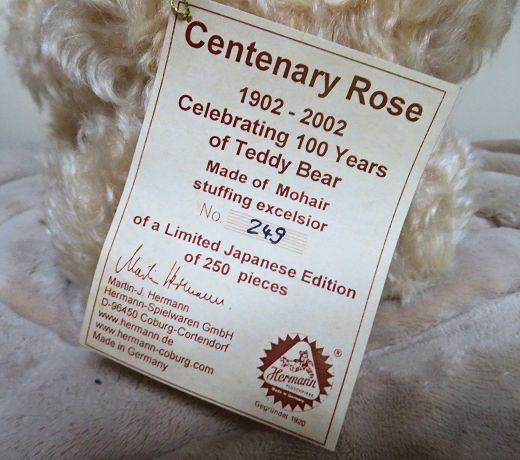 Centenary Rose
1902 - 2002
Celebrating 100 Years
of Teddy Bear
Made of Mohair
stuffing excelsior
No. 249
of a Limited Japanese Edition
of 250 pieces
Martin Hermann
Martin-J. Hermann
Hermann-Spielwaren GmbH
D-96450 Coburg-Cortendorf
www.hermann.de
www.hermann-coburg.com
Made in Germany
Hermann
®
Gegründet 1920